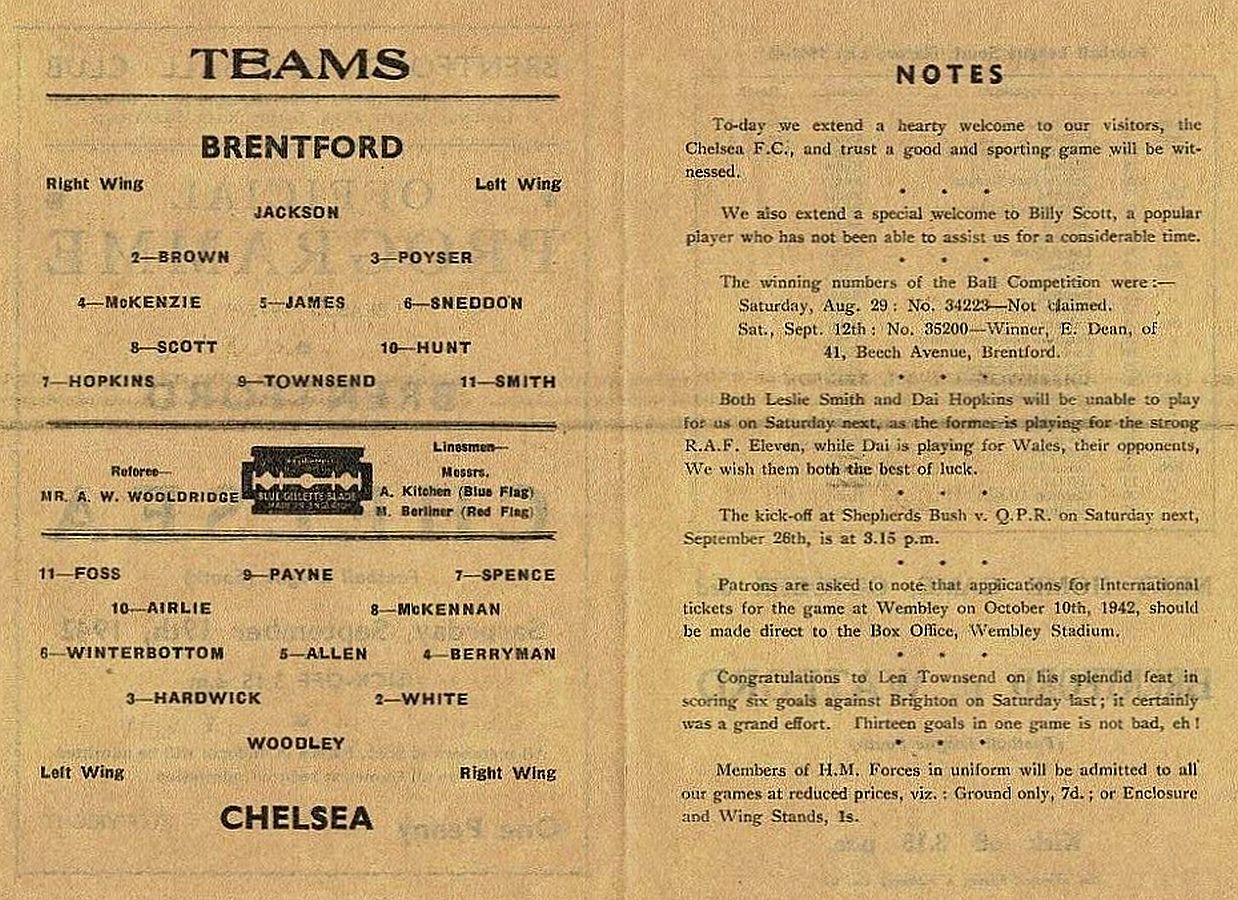 TEAMS
BRENTFORD
Right Wing Left Wing
JACKSON
2—BROWN 3—POYSER
4—McKENZIE 5—JAMES 6—SNEDDON
8—SCOTT 10—HUNT
7—HOPKINS 9—TOWNSEND 11—SMITH
Referee—
MR. A. W. WOOLDRIDGE
BLUE GILLETTE BLADE
MADE IN ENGLAND
Linesmen—
Messrs.
A. Kitchen (Blue Flag)
M. Berliner (Red Flag)
11—FOSS 9—PAYNE 7—SPENCE
10—AIRLIE 8—McKENNAN
6—WINTERBOTTOM 5—ALLEN 4—BERRYMAN
3—HARDWICK 2—WHITE
WOODLEY
Left Wing Right Wing
CHELSEA
NOTES
To-day we extend a hearty welcome to our visitors, the
Chelsea F.C., and trust a good and sporting game will be wit-
nessed.
We also extend a special welcome to Billy Scott, a popular
player who has not been able to assist us for a considerable time.
The winning numbers of the Ball Competition were:—
Saturday, Aug. 29 : No. 34223—Not claimed.
Sat., Sept. 12th : No. 35200—Winner, E. Dean, of
41, Beech Avenue, Brentford.
Both Leslie Smith and Dai Hopkins will be unable to play
for us on Saturday next, as the former is playing for the strong
R.A.F. Eleven, while Dai is playing for Wales, their opponents,
We wish them both the best of luck.
The kick-off at Shepherds Bush v. Q.P.R. on Saturday next,
September 26th, is at 3.15 p.m.
Patrons are asked to note that applications for International
tickets for the game at Wembley on October 10th, 1942, should
be made direct to the Box Office, Wembley Stadium.
Congratulations to Len Townsend on his splendid feat in
scoring six goals against Brighton on Saturday last; it certainly
was a grand effort. Thirteen goals in one game is not bad, eh!
Members of H.M. Forces in uniform will be admitted to all
our games at reduced prices, viz. : Ground only, 7d. ; or Enclosure
and Wing Stands, 1s.